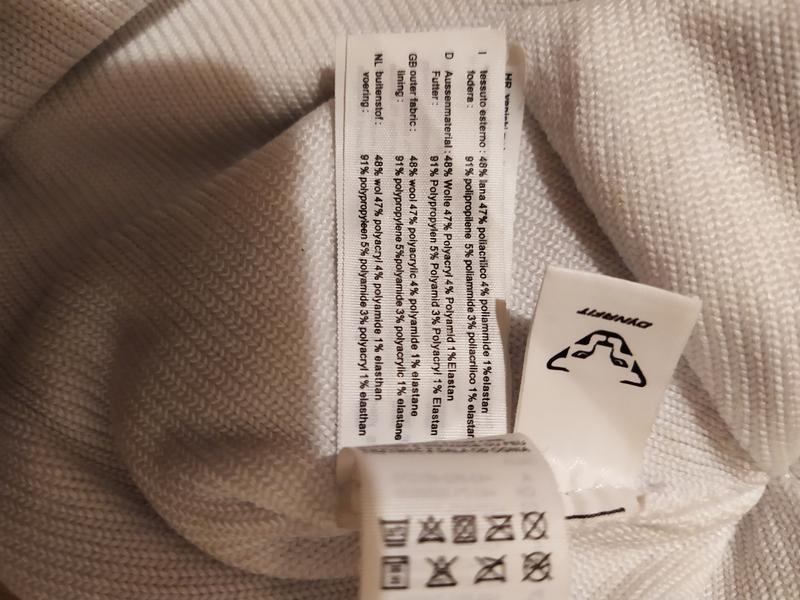 I tessuto esterno : 48% lana 47% poliacrilico 4% poliammide 1%elastan
fodera : 91% polipropilene 5% poliammide 3% poliacrilico 1% elastan
D Aussenmaterial : 48% Wolle 47% Polyacryl 4% Polyamid 1%Elastan
Futter : 91% Polypropylen 5% Polyamid 3% Polyacryl 1% Elastan
GB outer fabric : 48% wool 47% polyacrylic 4% polyamide 1% elastane
lining : 91% polypropylene 5%polyamide 3% polyacrylic 1% elastane
NL buitenstof : 48% wol 47% polyacryl 4% polyamide 1% elasthan
voering : 91% polypropyleen 5% polyamide 3% polyacryl 1% elasthan
HR
DYNAFIT